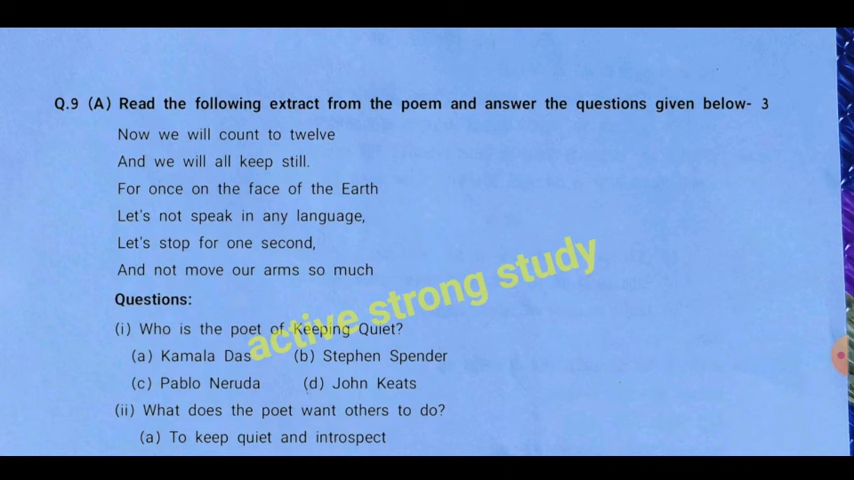 Q.9 (A) Read the following extract from the poem and answer the questions given below- 3
Now we will count to twelve
And we will all keep still.
For once on the face of the Earth
Let's not speak in any language,
Let's stop for one second,
And not move our arms so much
Questions:
(i) Who is the poet of Keeping Quiet?
(a) Kamala Das (b) Stephen Spender
(c) Pablo Neruda (d) John Keats
(ii) What does the poet want others to do?
(a) To keep quiet and introspect
active strong study